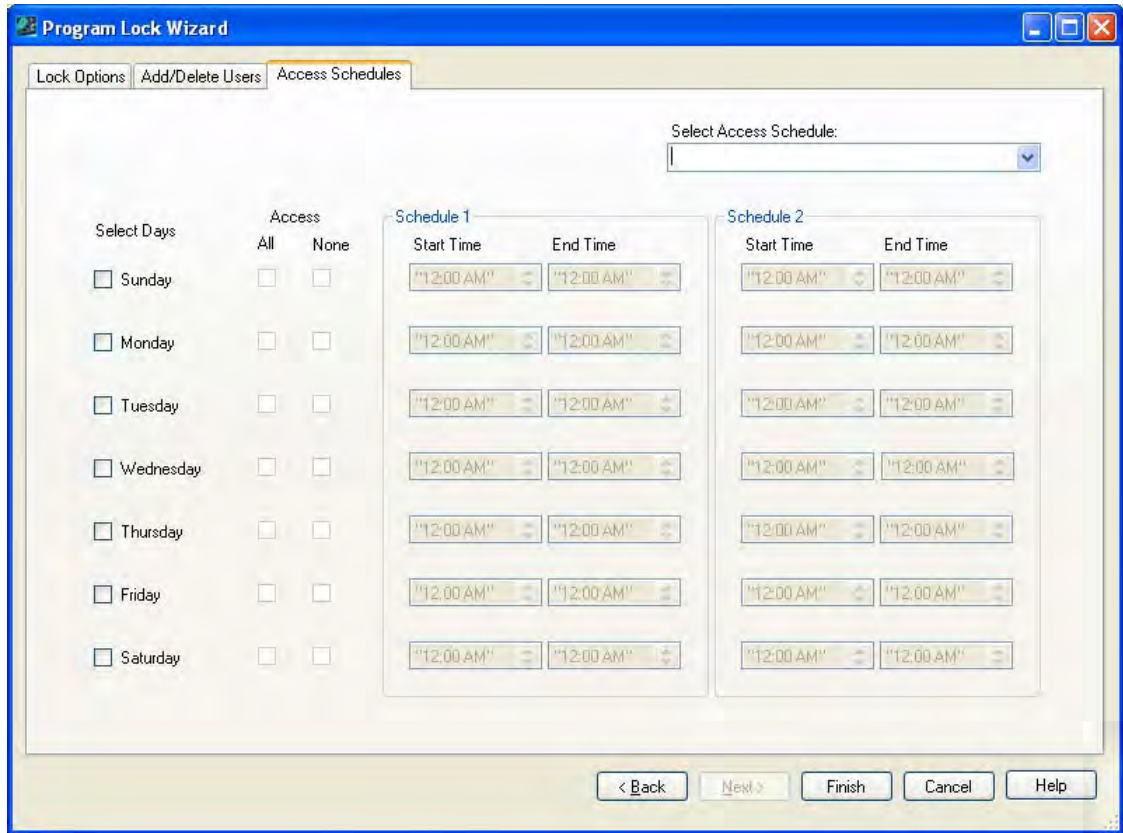 Program Lock Wizard
Lock Options Add/Delete Users Access Schedules
Select Access Schedule:
Select Days
Access
All None
Schedule 1
Start Time End Time
Schedule 2
Start Time End Time
Sunday "12:00 AM" "12:00 AM" "12:00 AM" "12:00 AM"
Monday "12:00 AM" "12:00 AM" "12:00 AM" "12:00 AM"
Tuesday "12:00 AM" "12:00 AM" "12:00 AM" "12:00 AM"
Wednesday "12:00 AM" "12:00 AM" "12:00 AM" "12:00 AM"
Thursday "12:00 AM" "12:00 AM" "12:00 AM" "12:00 AM"
Friday "12:00 AM" "12:00 AM" "12:00 AM" "12:00 AM"
Saturday "12:00 AM" "12:00 AM" "12:00 AM" "12:00 AM"
< Back Next > Finish Cancel Help